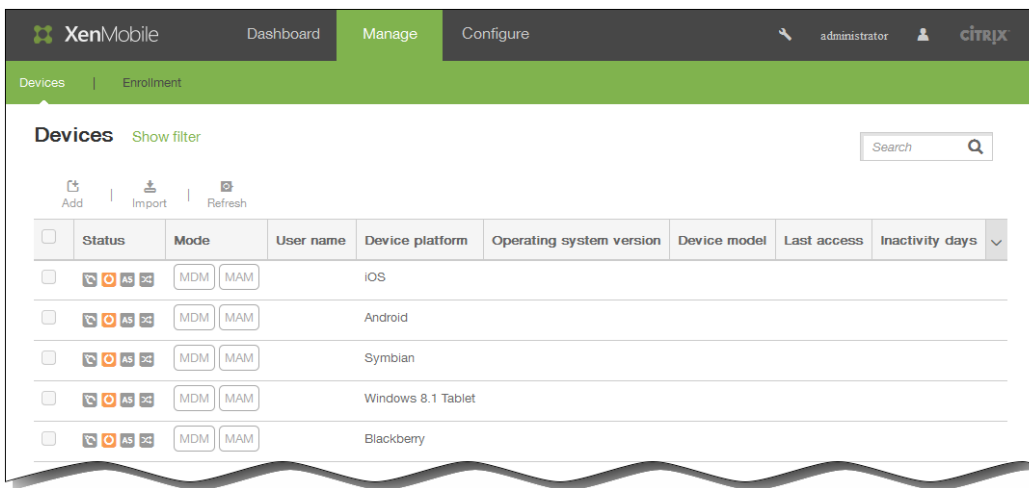 XenMobile Dashboard Manage Configure administrator CİTRIX
Devices | Enrollment
Devices Show filter
Search
Add | Import | Refresh
Status Mode User name Device platform Operating system version Device model Last access Inactivity days
AS MDM MAM iOS
AS MDM MAM Android
AS MDM MAM Symbian
AS MDM MAM Windows 8.1 Tablet
AS MDM MAM Blackberry